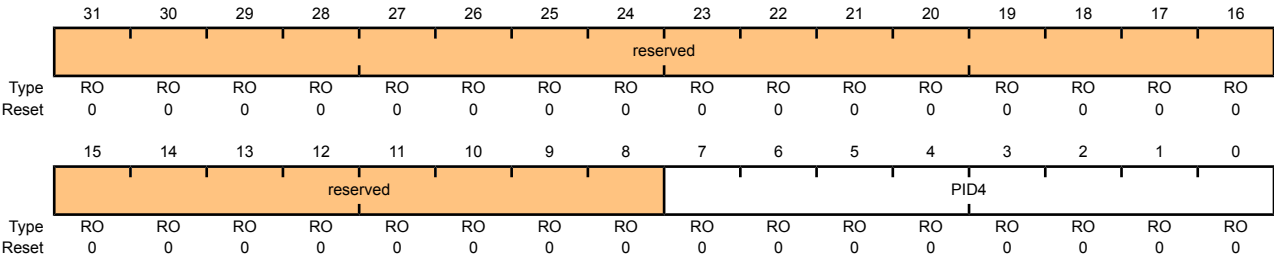 31 30 29 28 27 26 25 24 23 22 21 20 19 18 17 16
reserved
Type RO RO RO RO RO RO RO RO RO RO RO RO RO RO RO RO
Reset 0 0 0 0 0 0 0 0 0 0 0 0 0 0 0 0
15 14 13 12 11 10 9 8 7 6 5 4 3 2 1 0
reserved PID4
Type RO RO RO RO RO RO RO RO RO RO RO RO RO RO RO RO
Reset 0 0 0 0 0 0 0 0 0 0 0 0 0 0 0 0